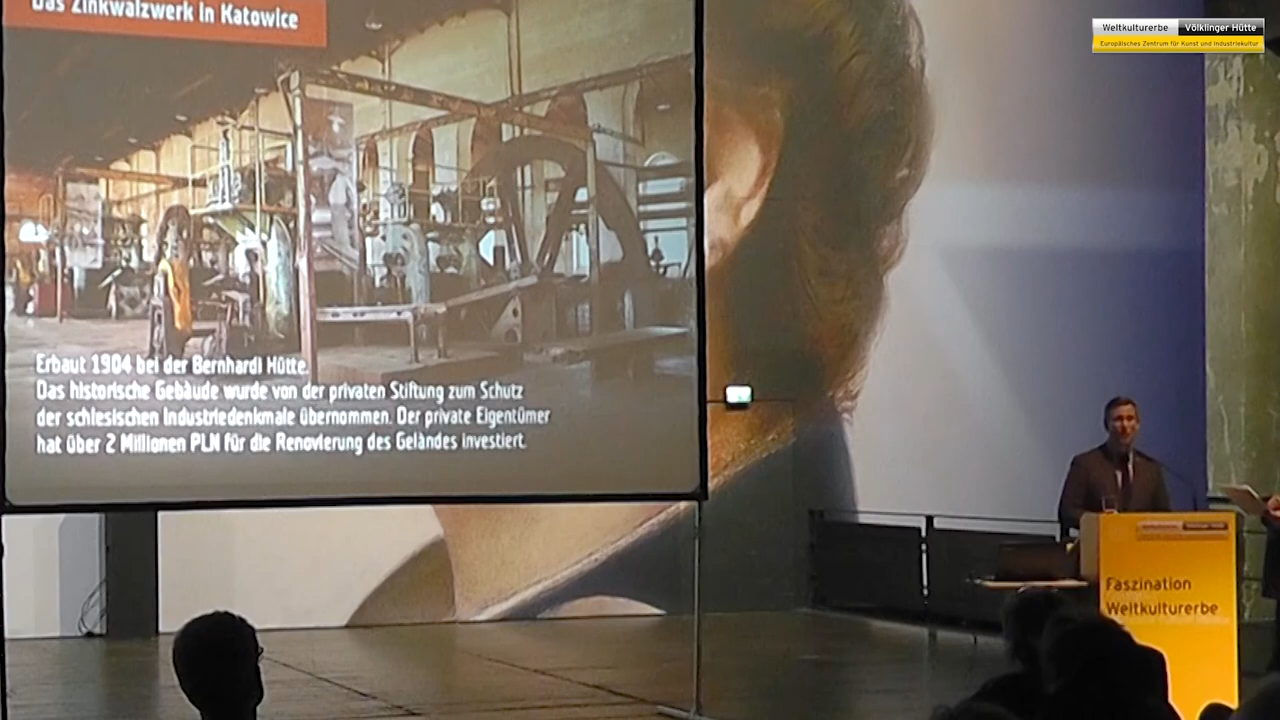 Das Zinkwalzwerk in Katowice
Weltkulturerbe Völklinger Hütte
Europäisches Zentrum für Kunst und Industriekultur
Erbaut 1904 bei der Bernhardi Hütte.
Das historische Gebäude wurde von der privaten Stiftung zum Schutz
der schlesischen Industriedenkmale übernommen. Der private Eigentümer
hat über 2 Millionen PLN für die Renovierung des Geländes investiert.
Faszination
Weltkulturerbe